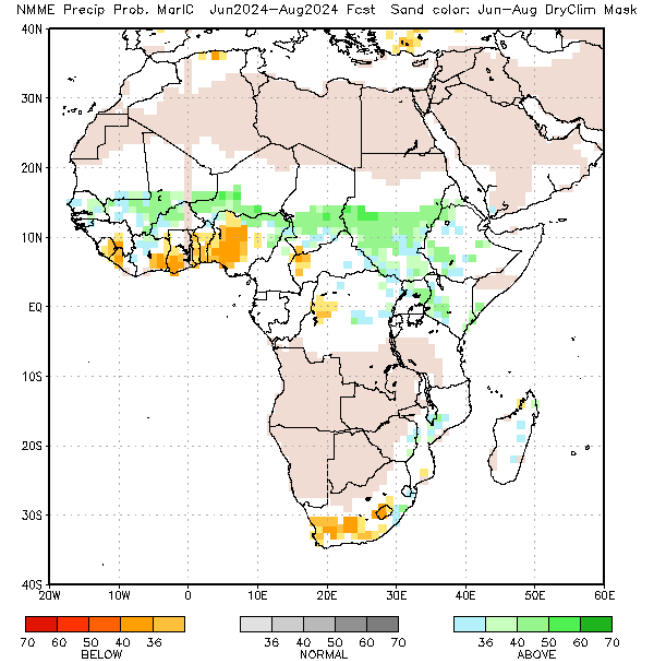 NMME Precip Prob. MarIC Jun2024-Aug2024 Fcst Sand color: Jun-Aug DryClim Mask
40N
30N
20N
10N
EQ
10S
20S
30S
40S
20W 10W 0 10E 20E 30E 40E 50E 60E
70 60 50 40 36 36 40 50 60 70 36 40 50 60 70
BELOW NORMAL ABOVE